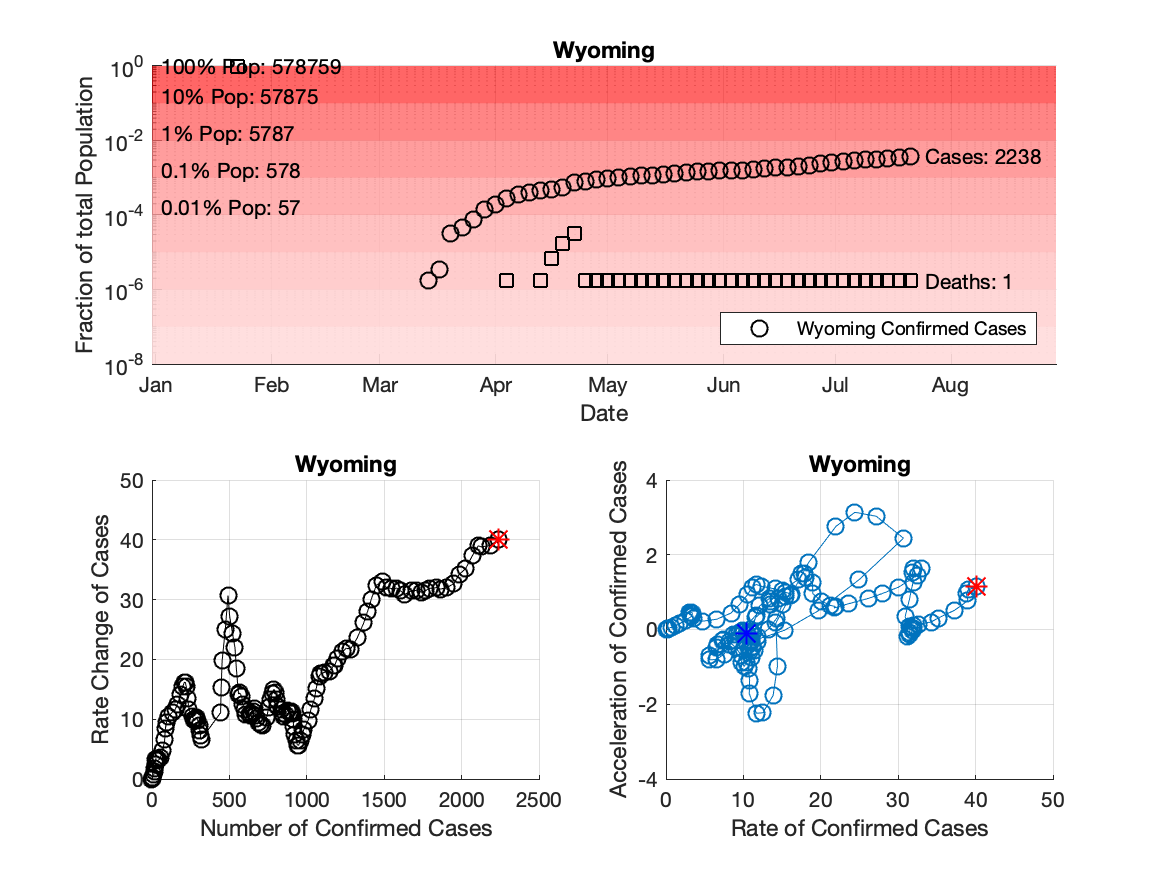 Wyoming
100% Pop: 578759
10% Pop: 57875
1% Pop: 5787
0.1% Pop: 578
0.01% Pop: 57
Cases: 2238
Deaths: 1
Wyoming Confirmed Cases
Fraction of total Population
10^0
10^-2
10^-4
10^-6
10^-8
Jan Feb Mar Apr May Jun Jul Aug
Date
Wyoming
Rate Change of Cases
50
40
30
20
10
0
0 500 1000 1500 2000 2500
Number of Confirmed Cases
Wyoming
Acceleration of Confirmed Cases
4
2
0
-2
-4
0 10 20 30 40 50
Rate of Confirmed Cases